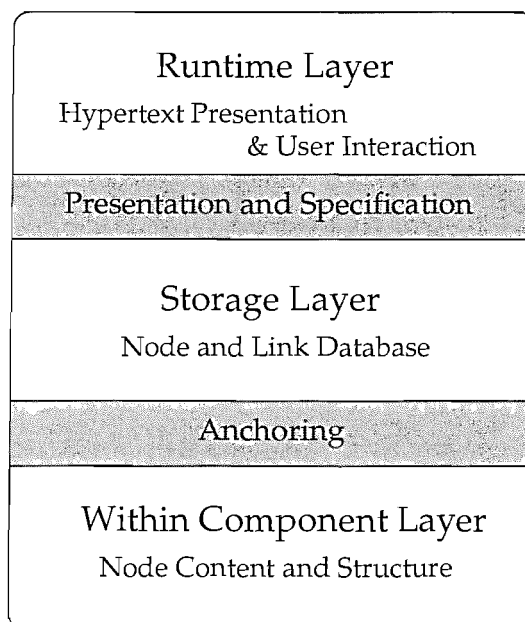 Runtime Layer
Hypertext Presentation
& User Interaction
Presentation and Specification
Storage Layer
Node and Link Database
Anchoring
Within Component Layer
Node Content and Structure